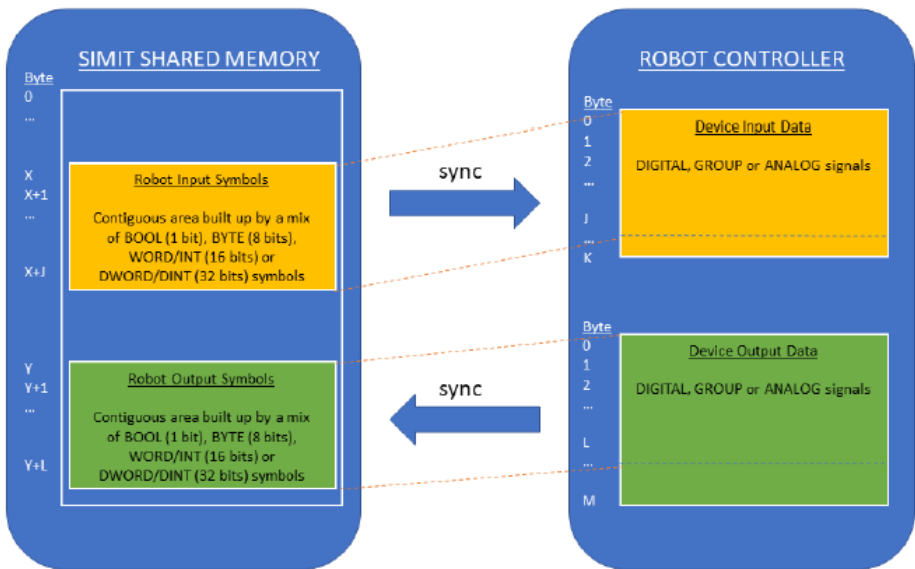 SIMIT SHARED MEMORY
Byte
0
...
X
X+1
...
X+J
Robot Input Symbols
Contiguous area built up by a mix
of BOOL (1 bit), BYTE (8 bits),
WORD/INT (16 bits) or
DWORD/DINT (32 bits) symbols
Y
Y+1
...
Y+L
Robot Output Symbols
Contiguous area built up by a mix
of BOOL (1 bit), BYTE (8 bits),
WORD/INT (16 bits) or
DWORD/DINT (32 bits) symbols
sync
sync
ROBOT CONTROLLER
Byte
0
1
2
...
J
...
K
Device Input Data
DIGITAL, GROUP or ANALOG signals
Byte
0
1
2
...
L
...
M
Device Output Data
DIGITAL, GROUP or ANALOG signals